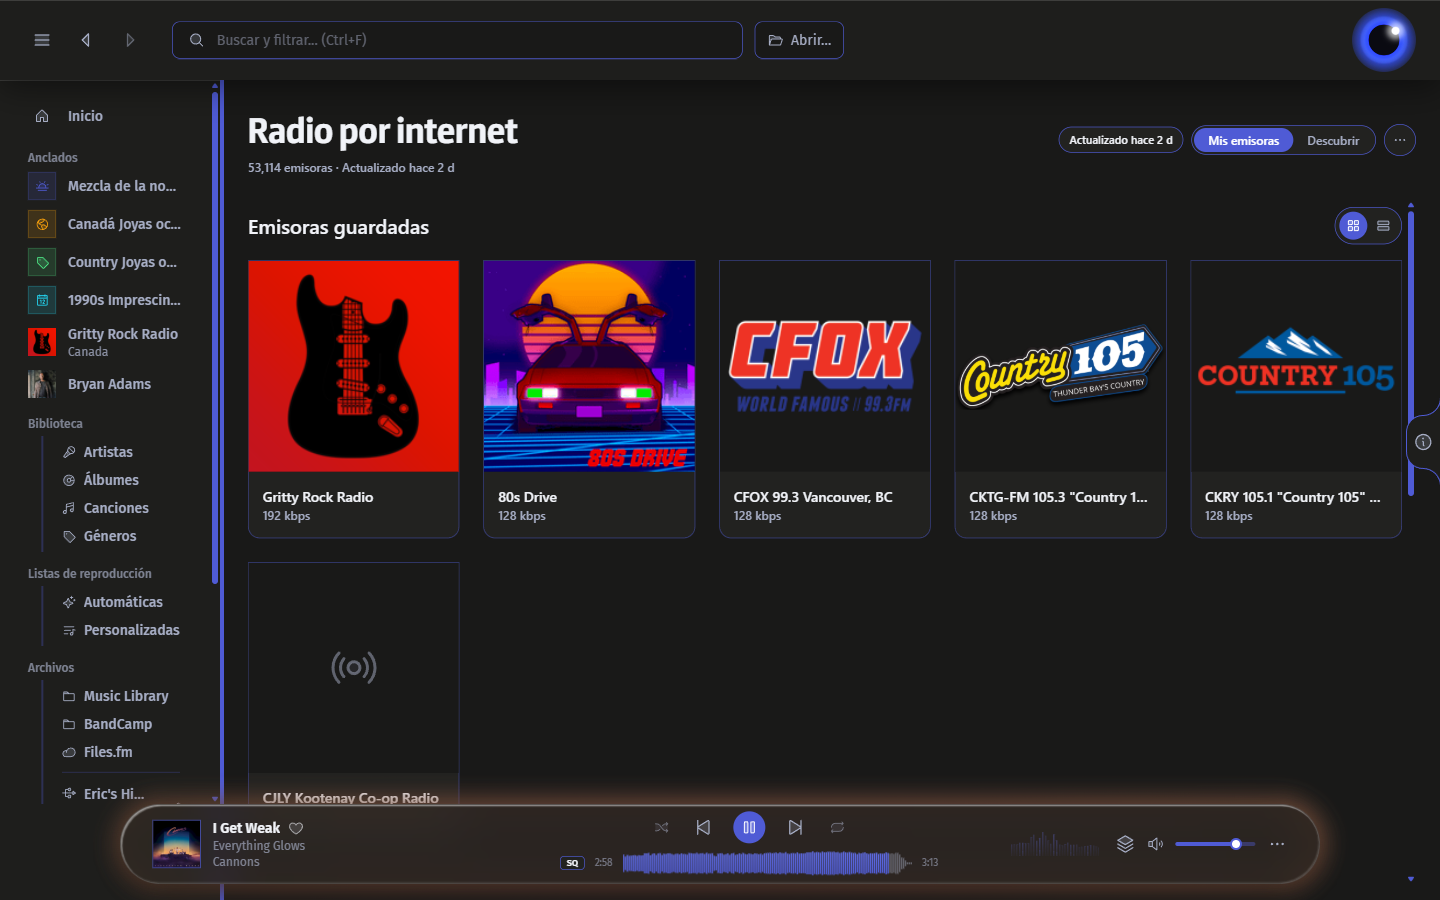 Buscar y filtrar... (Ctrl+F)
Abrir...
Inicio
Anclados
Mezcla de la no...
Canadá Joyas oc...
Country Joyas o...
1990s Imprescin...
Gritty Rock Radio
Canada
Bryan Adams
Biblioteca
Artistas
Álbumes
Canciones
Géneros
Listas de reproducción
Automáticas
Personalizadas
Archivos
Music Library
BandCamp
Files.fm
Eric's Hi...
Radio por internet
53,114 emisoras · Actualizado hace 2 d
Actualizado hace 2 d
Mis emisoras
Descubrir
Emisoras guardadas
80S DRIVE
CFOX
WORLD FAMOUS // 99.3FM
Country 105
THUNDER BAY'S COUNTRY
COUNTRY 105
Gritty Rock Radio
192 kbps
80s Drive
128 kbps
CFOX 99.3 Vancouver, BC
128 kbps
CKTG-FM 105.3 "Country 1...
128 kbps
CKRY 105.1 "Country 105" ...
128 kbps
CJLY Kootenay Co-op Radio
I Get Weak
Everything Glows
Cannons
SQ
2:58
3:13